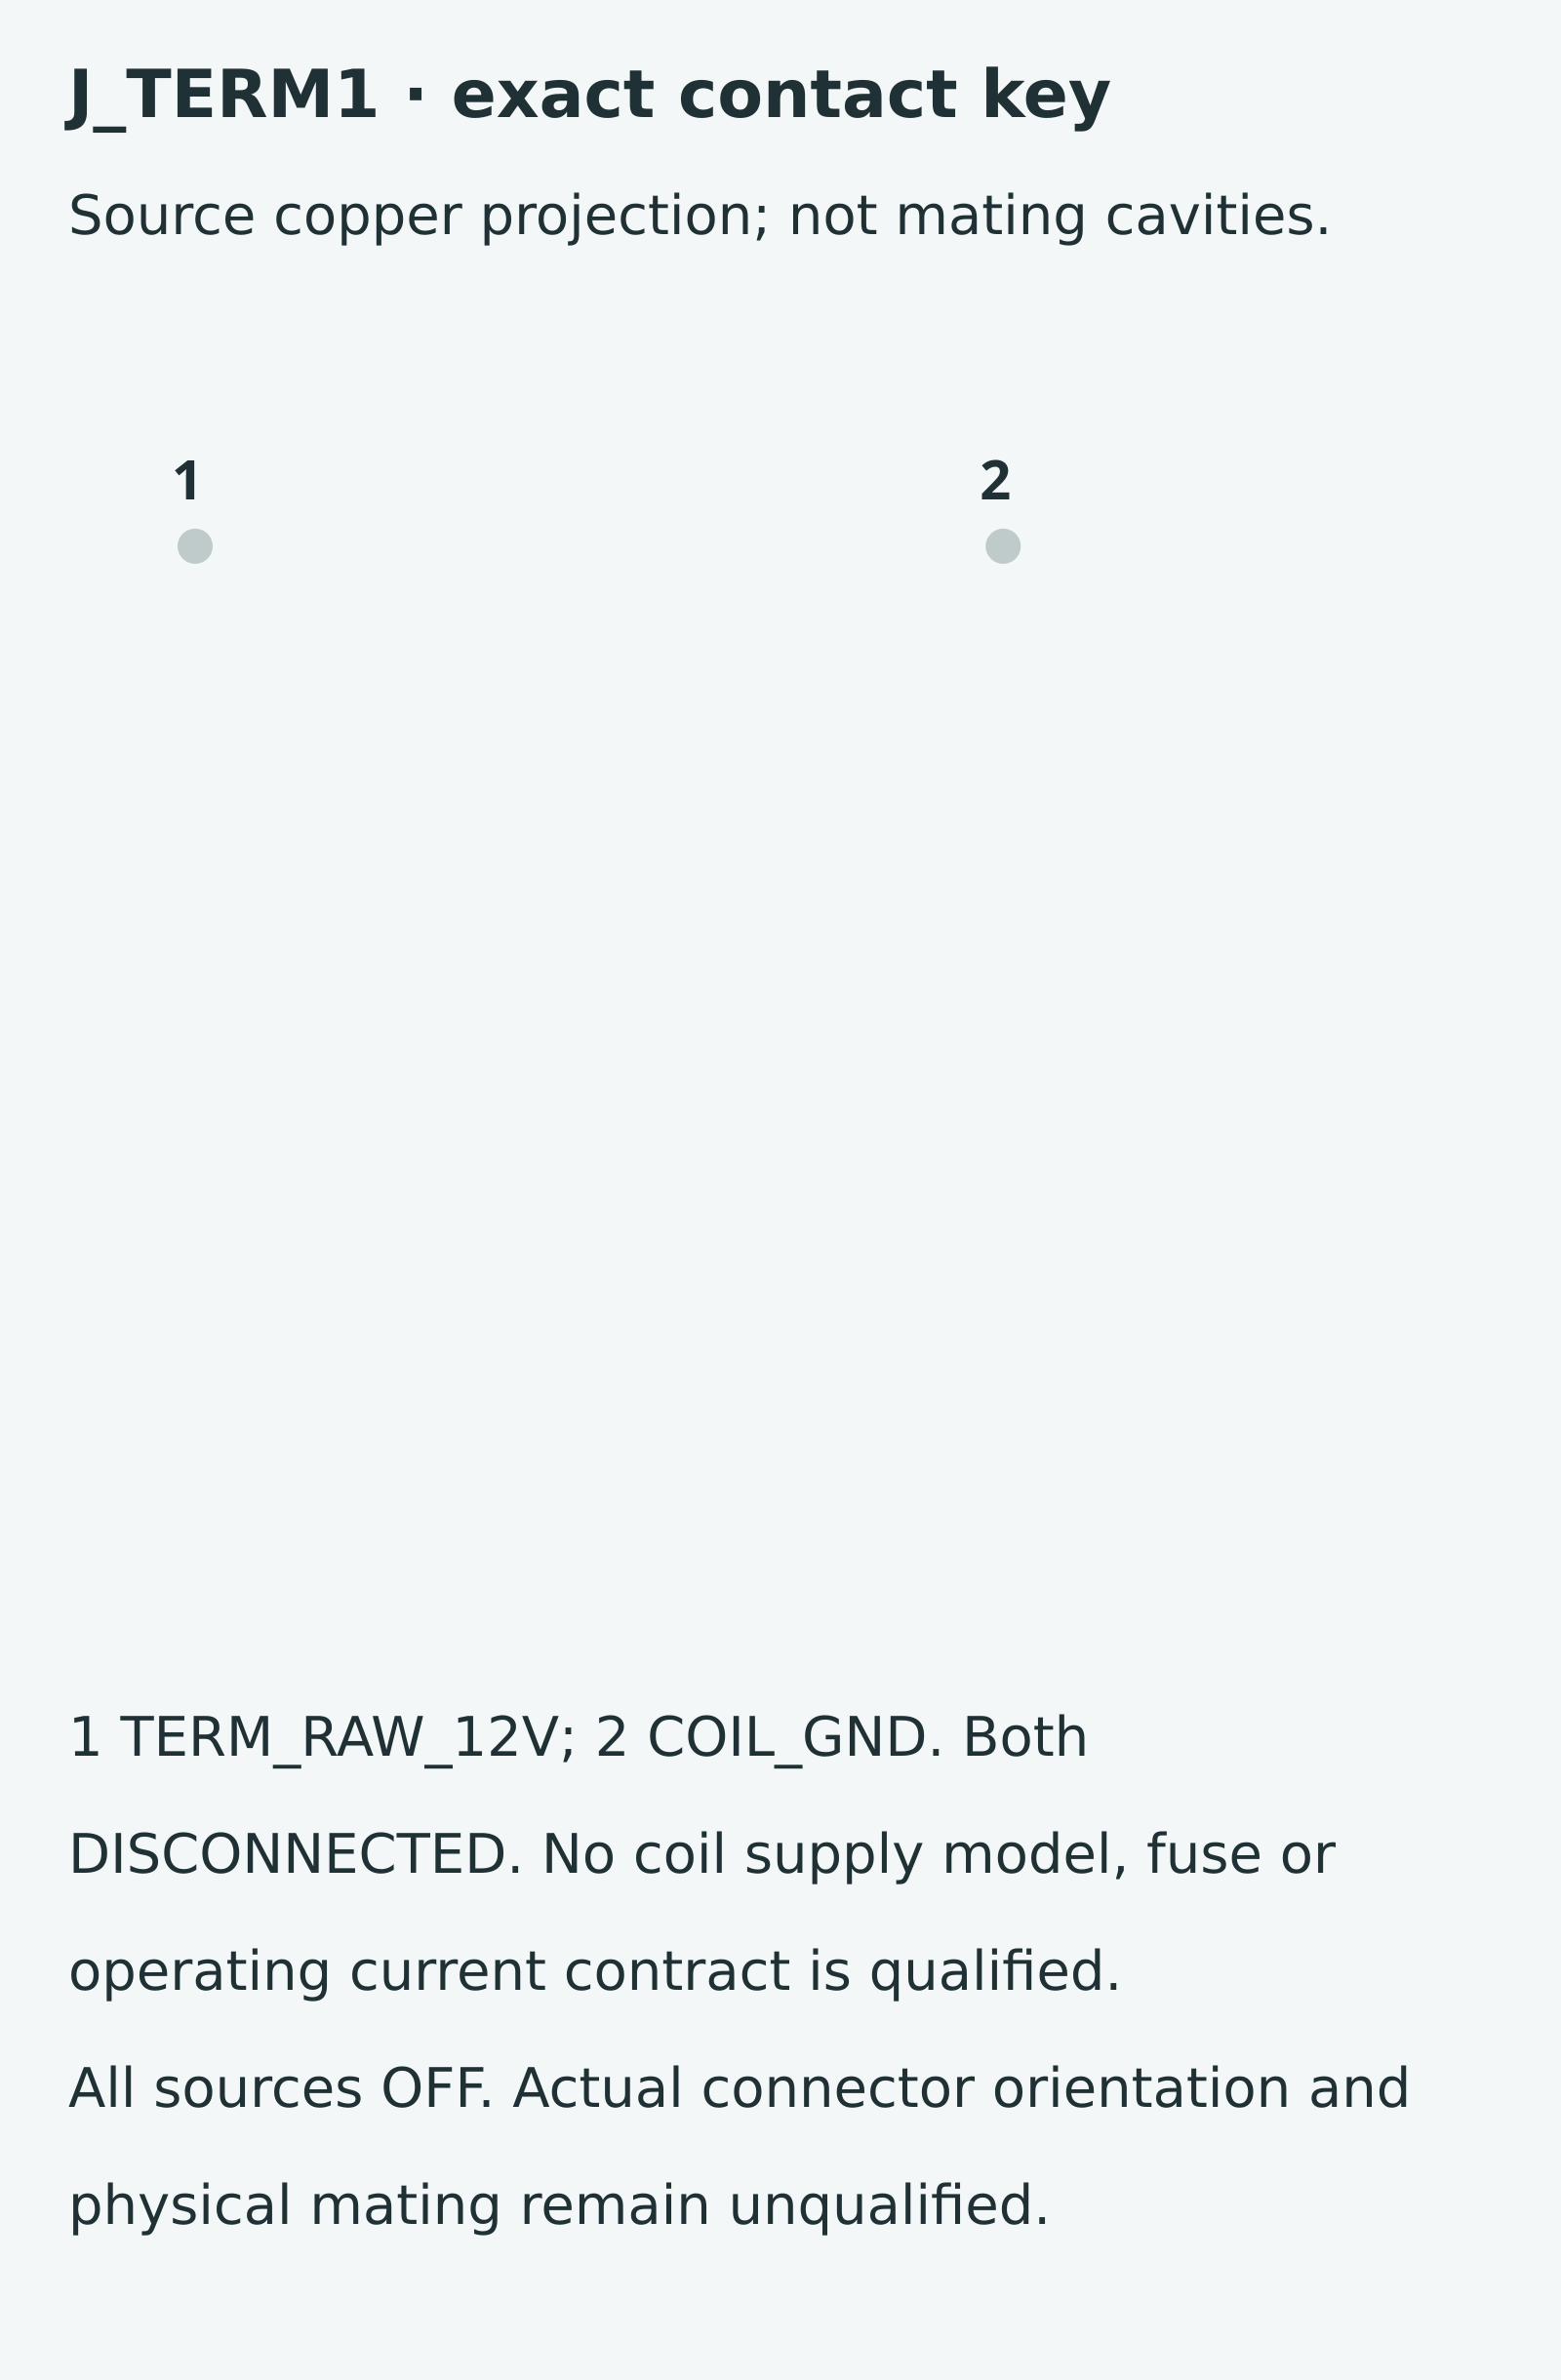 J_TERM1 · exact contact key
Source copper projection; not mating cavities.
1 2
1 TERM_RAW_12V; 2 COIL_GND. Both
DISCONNECTED. No coil supply model, fuse or
operating current contract is qualified.
All sources OFF. Actual connector orientation and
physical mating remain unqualified.